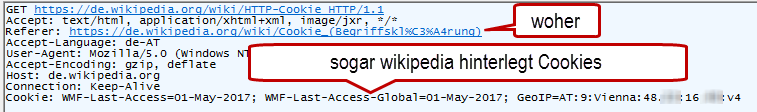 GET https://de.wikipedia.org/wiki/HTTP-Cookie HTTP/1.1
Accept: text/html, application/xhtml+xml, image/jxr, */*
Referer: https://de.wikipedia.org/wiki/Cookie_(Begriffskl%C3%A4rung)
woher
Accept-Language: de-AT
User-Agent: Mozilla/5.0 (Windows NT
Accept-Encoding: gzip, deflate
sogar wikipedia hinterlegt Cookies
Host: de.wikipedia.org
Connection: Keep-Alive
Cookie: WMF-Last-Access=01-May-2017; WMF-Last-Access-Global=01-May-2017; GeoIP=AT:9:Vienna:48. :16. :v4